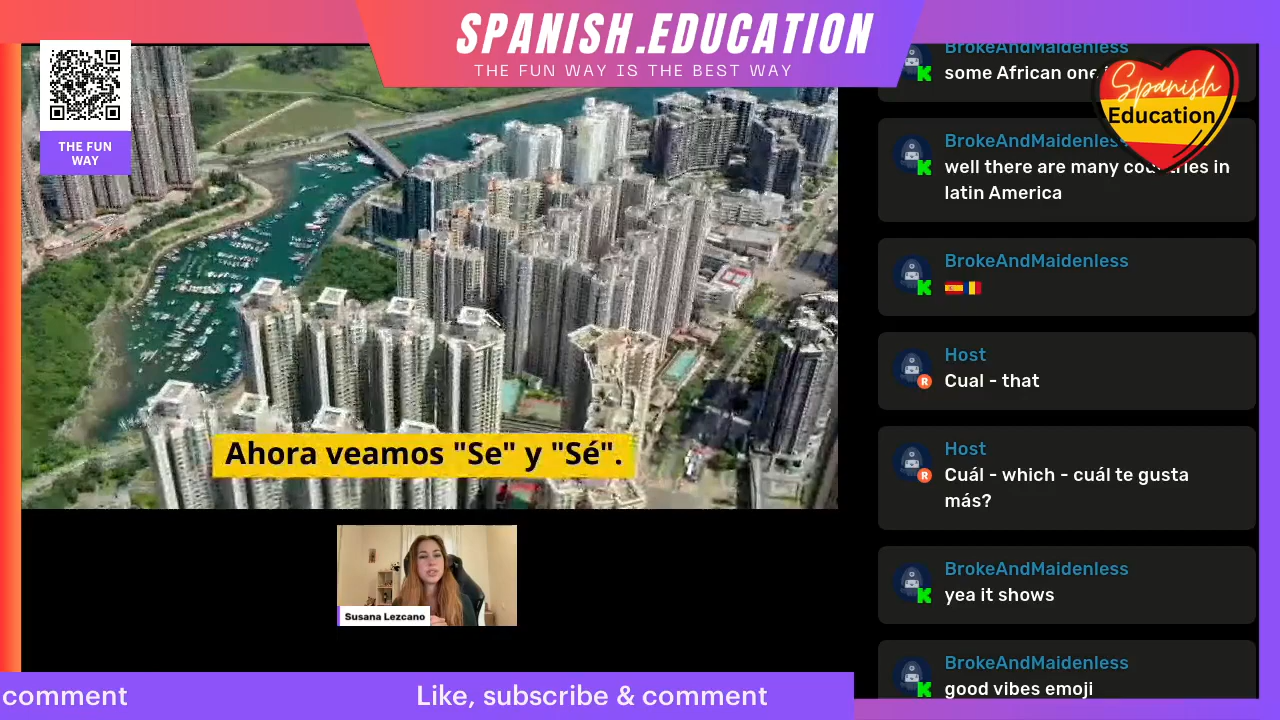 SPANISH.EDUCATION
THE FUN WAY IS THE BEST WAY
THE FUN
WAY
Ahora veamos "Se" y "Sé".
Susana Lezcano
BrokeAndMaidenless
some African one
Spanish
Education
BrokeAndMaidenless
well there are many countries in
latin America
BrokeAndMaidenless
Host
Cual - that
Host
Cuál - which - cuál te gusta
más?
BrokeAndMaidenless
yea it shows
BrokeAndMaidenless
good vibes emoji
comment
Like, subscribe & comment